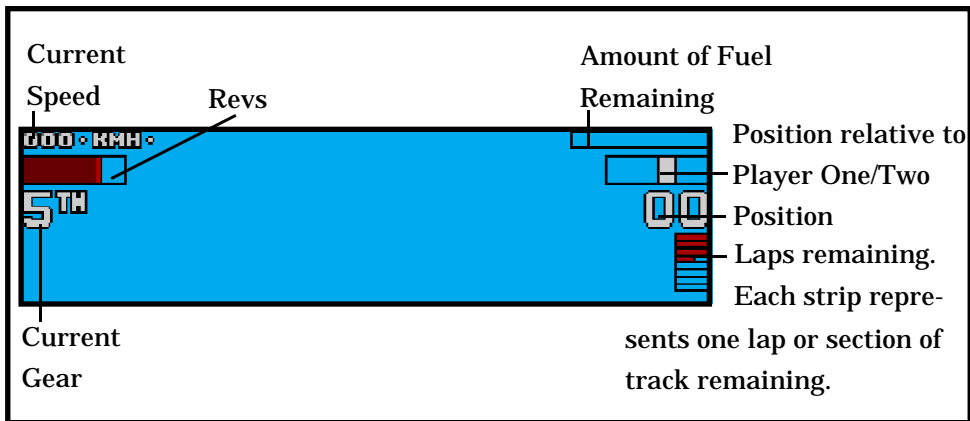 Current
Speed
Revs
Amount of Fuel
Remaining
000·KMH·
5TH
00
Position relative to
Player One/Two
Position
Laps remaining.
Each strip repre-
sents one lap or section of
track remaining.
Current
Gear